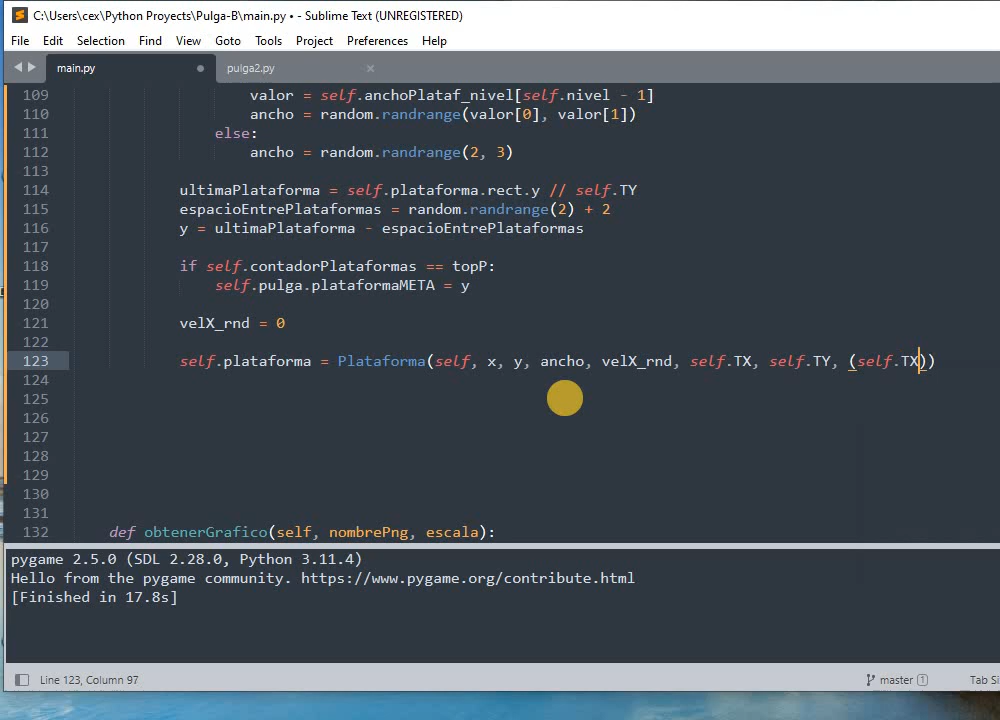 C:\Users\cex\Python Proyects\Pulga-B\main.py • - Sublime Text (UNREGISTERED)
File Edit Selection Find View Goto Tools Project Preferences Help
main.py pulga2.py
109 valor = self.anchoPlataf_nivel[self.nivel - 1]
110 ancho = random.randrange(valor[0], valor[1])
111 else:
112 ancho = random.randrange(2, 3)
113
114 ultimaPlataforma = self.plataforma.rect.y // self.TY
115 espacioEntrePlataformas = random.randrange(2) + 2
116 y = ultimaPlataforma - espacioEntrePlataformas
117
118 if self.contadorPlataformas == topP:
119 self.pulga.plataformaMETA = y
120
121 velX_rnd = 0
122
123 self.plataforma = Plataforma(self, x, y, ancho, velX_rnd, self.TX, self.TY, (self.TX))
124
125
126
127
128
129
130
131
132 def obtenerGrafico(self, nombrePng, escala):
pygame 2.5.0 (SDL 2.28.0, Python 3.11.4)
Hello from the pygame community. https://www.pygame.org/contribute.html
[Finished in 17.8s]
Line 123, Column 97 master 1 Tab Si